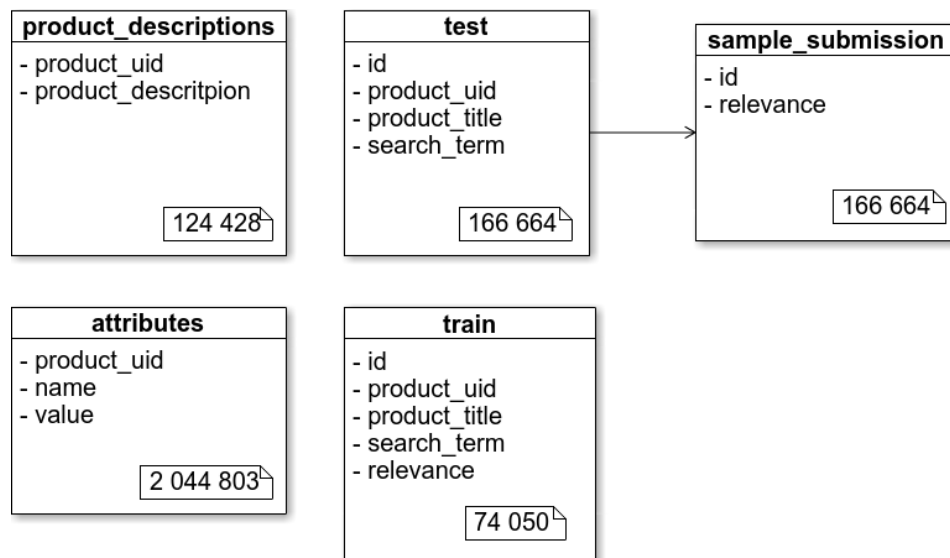 product_descriptions
- product_uid
- product_descritpion
124 428
test
- id
- product_uid
- product_title
- search_term
166 664
sample_submission
- id
- relevance
166 664
attributes
- product_uid
- name
- value
2 044 803
train
- id
- product_uid
- product_title
- search_term
- relevance
74 050